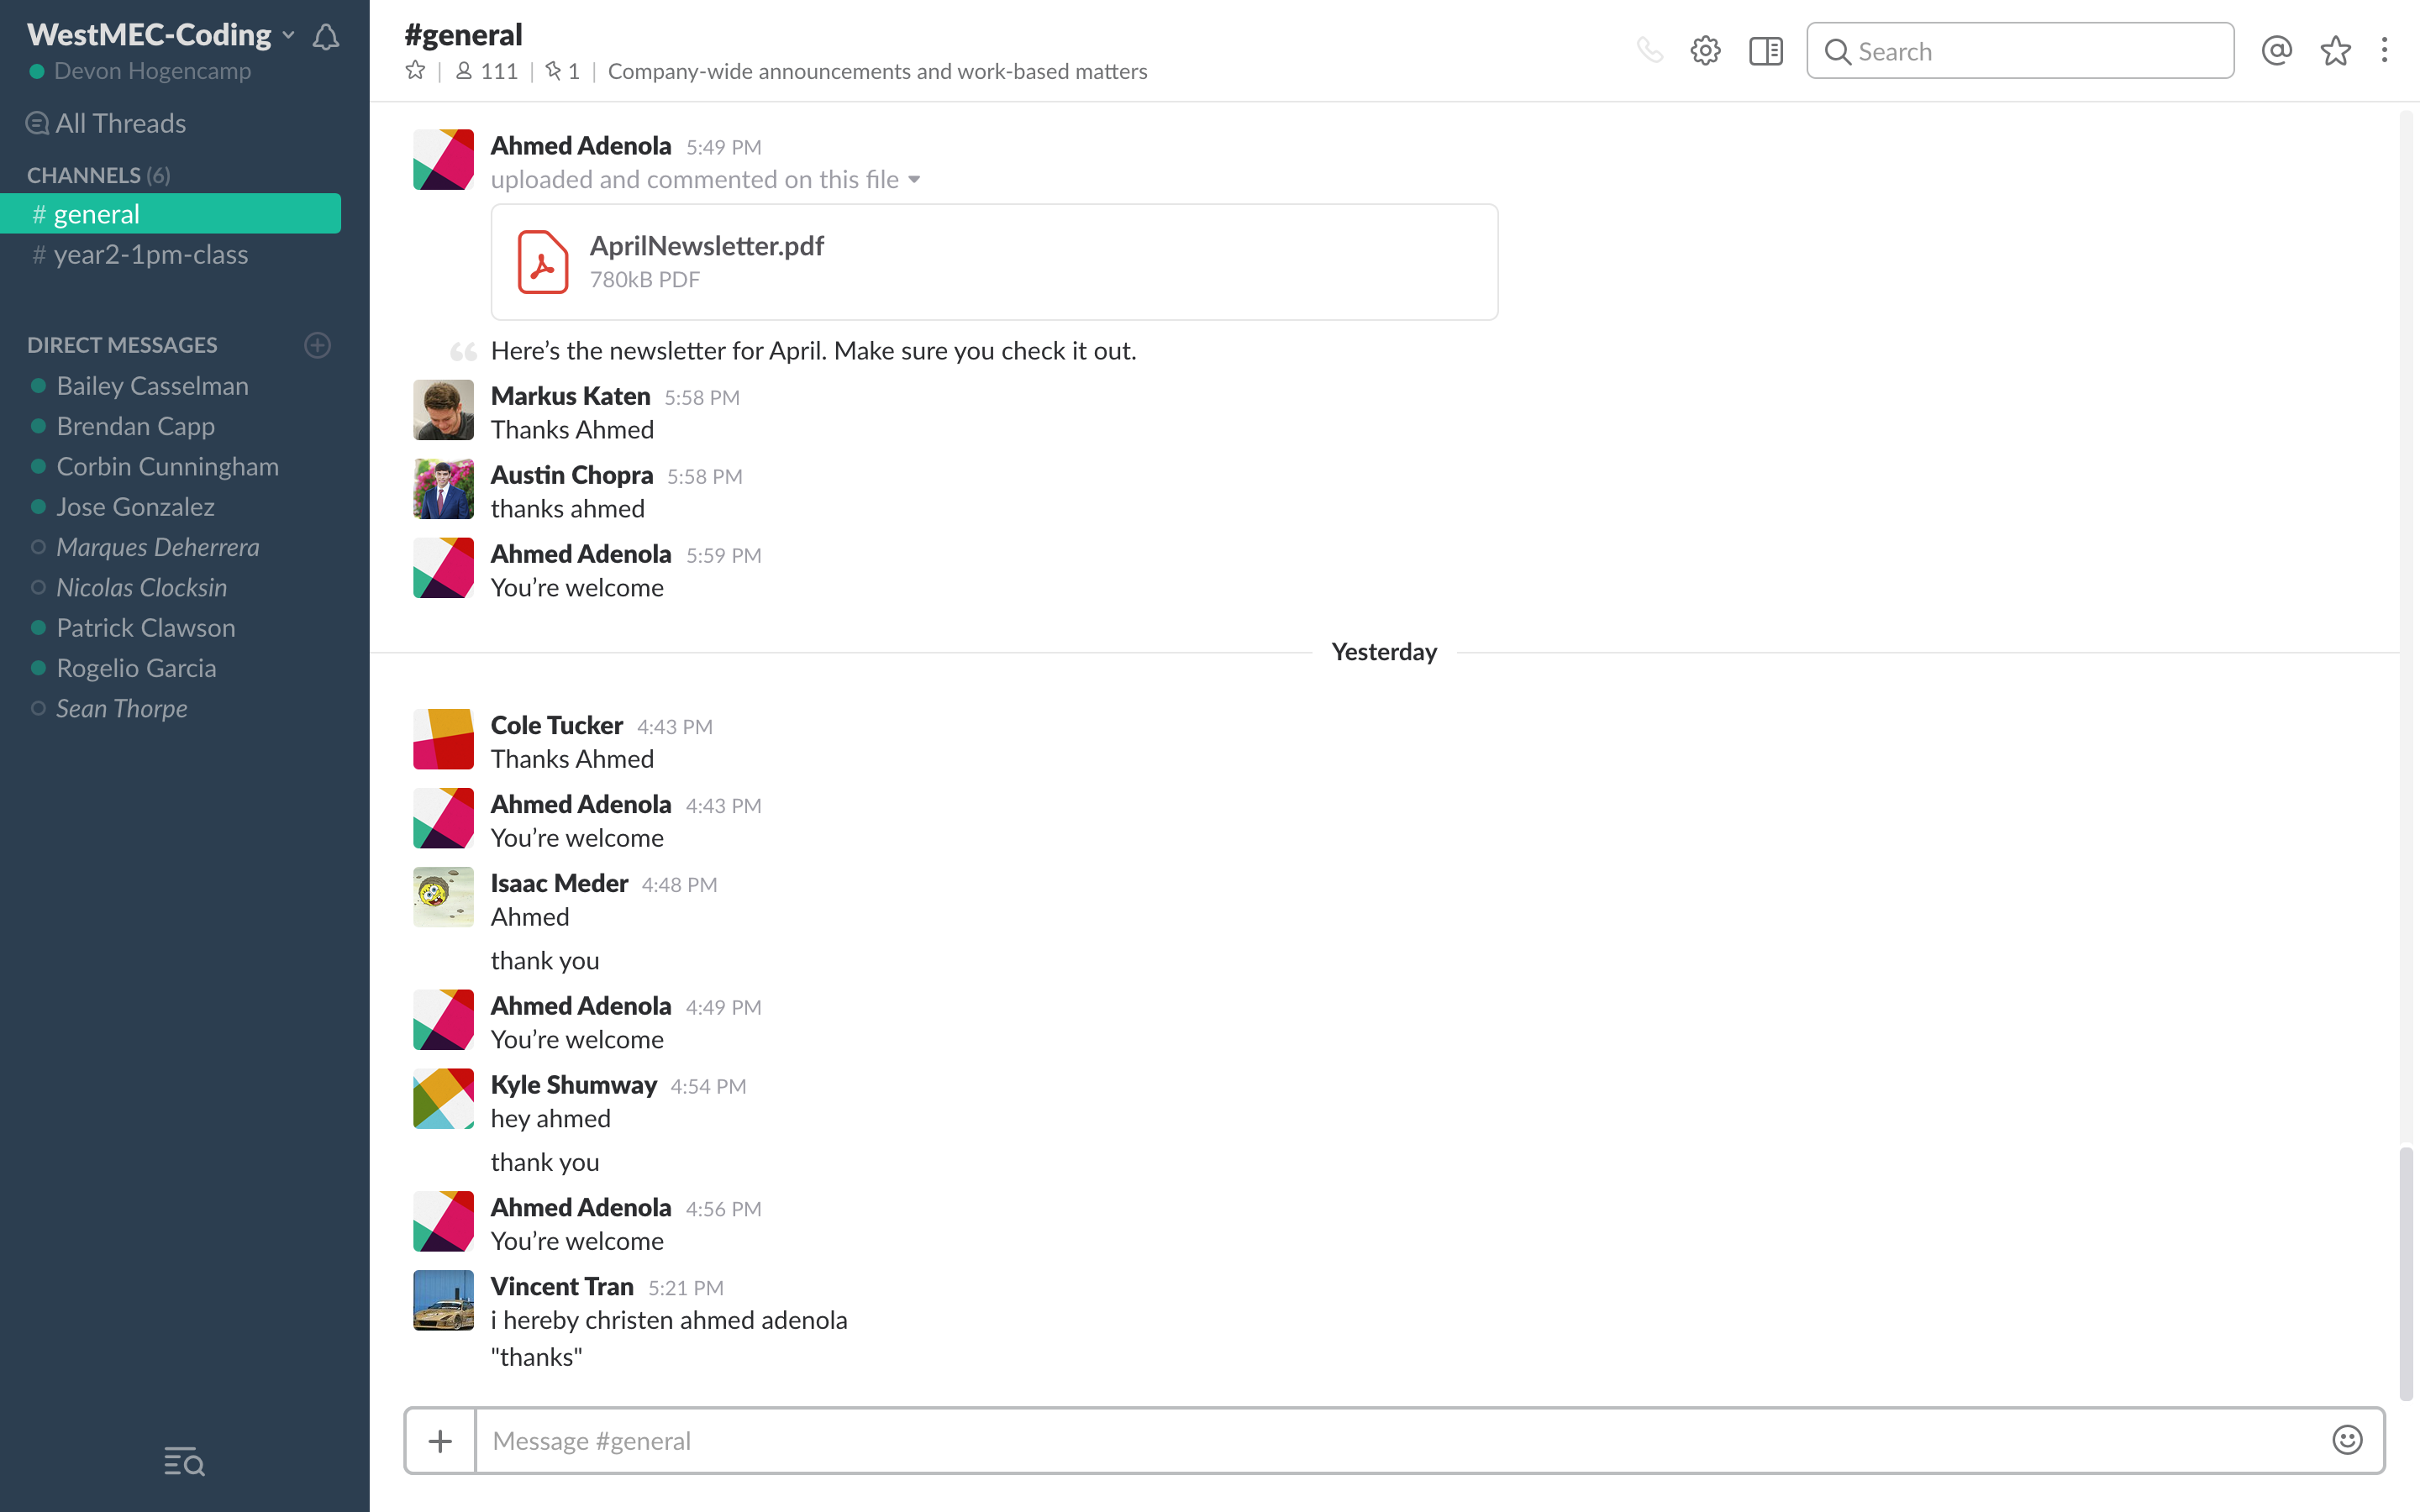 WestMEC-Coding
Devon Hogencamp
All Threads
CHANNELS (6)
# general
# year2-1pm-class
DIRECT MESSAGES
Bailey Casselman
Brendan Capp
Corbin Cunningham
Jose Gonzalez
Marques Deherrera
Nicolas Clocksin
Patrick Clawson
Rogelio Garcia
Sean Thorpe
#general
111 | 1 | Company-wide announcements and work-based matters
Search
Ahmed Adenola 5:49 PM
uploaded and commented on this file
AprilNewsletter.pdf
780kB PDF
Here’s the newsletter for April. Make sure you check it out.
Markus Katen 5:58 PM
Thanks Ahmed
Austin Chopra 5:58 PM
thanks ahmed
Ahmed Adenola 5:59 PM
You’re welcome
Yesterday
Cole Tucker 4:43 PM
Thanks Ahmed
Ahmed Adenola 4:43 PM
You’re welcome
Isaac Meder 4:48 PM
Ahmed
thank you
Ahmed Adenola 4:49 PM
You’re welcome
Kyle Shumway 4:54 PM
hey ahmed
thank you
Ahmed Adenola 4:56 PM
You’re welcome
Vincent Tran 5:21 PM
i hereby christen ahmed adenola
"thanks"
Message #general